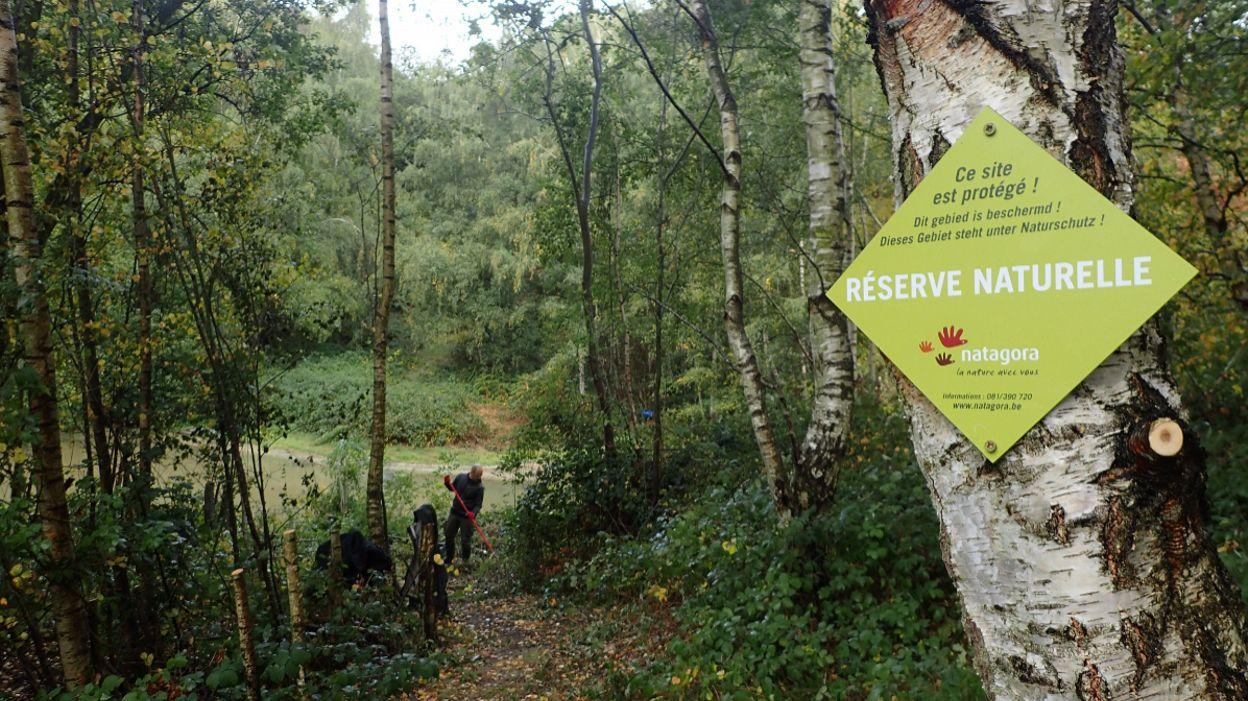 Ce site
est protégé !
Dit gebied is beschermd !
Dieses Gebiet steht unter Naturschutz !
RÉSERVE NATURELLE
natagora
la nature avec vous
Informations : 081/390 720
www.natagora.be